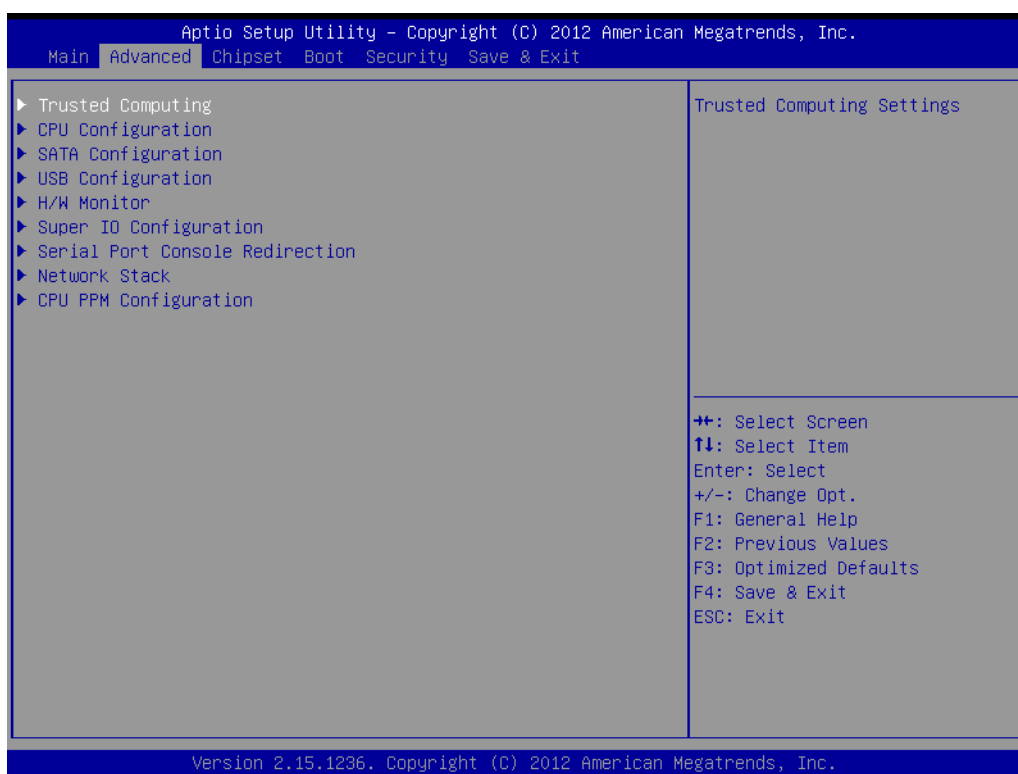 Aptio Setup Utility – Copyright (C) 2012 American Megatrends, Inc.
Main Advanced Chipset Boot Security Save & Exit
Trusted Computing
CPU Configuration
SATA Configuration
USB Configuration
H/W Monitor
Super IO Configuration
Serial Port Console Redirection
Network Stack
CPU PPM Configuration
Trusted Computing Settings
→←: Select Screen
↑↓: Select Item
Enter: Select
+/-: Change Opt.
F1: General Help
F2: Previous Values
F3: Optimized Defaults
F4: Save & Exit
ESC: Exit
Version 2.15.1236. Copyright (C) 2012 American Megatrends, Inc.